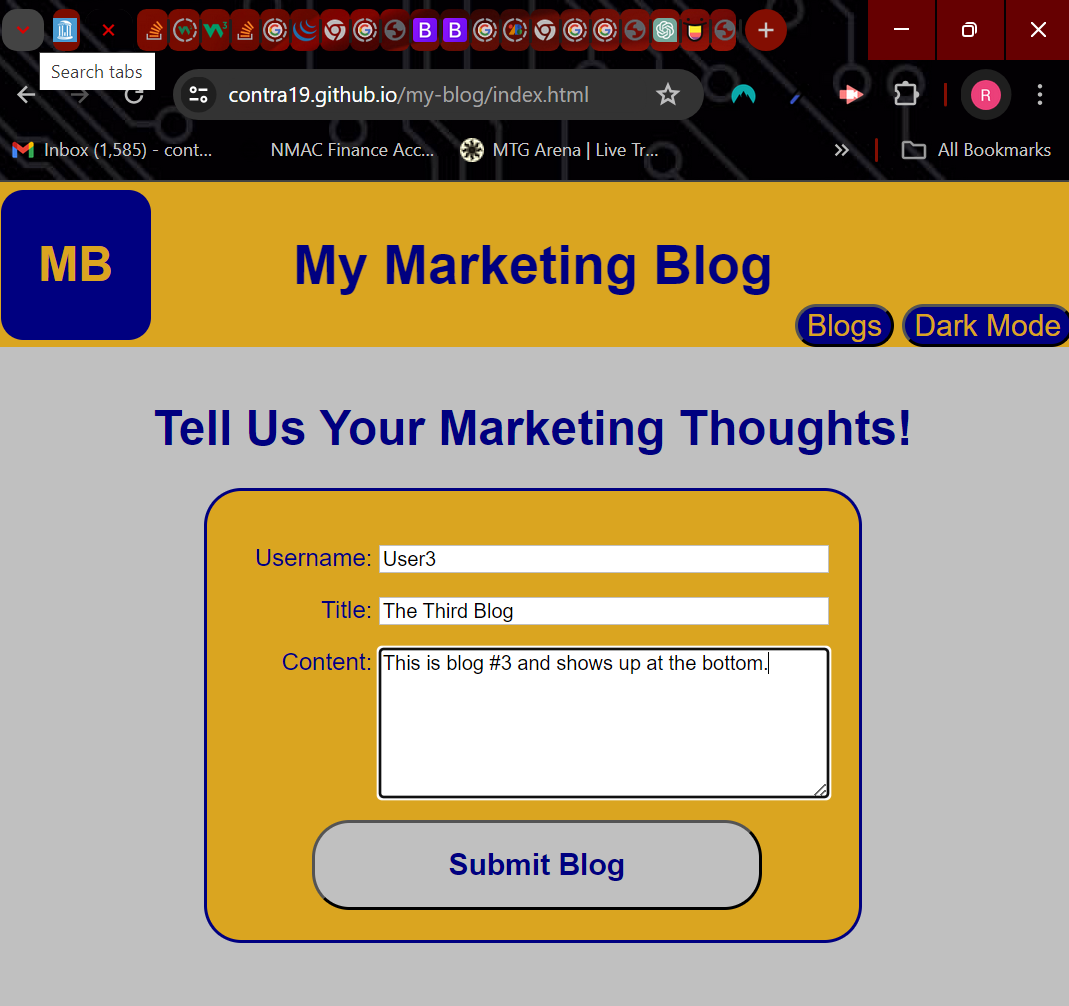 Search tabs
contra19.github.io/my-blog/index.html
R
Inbox (1,585) - cont...
NMAC Finance Acc...
MTG Arena | Live Tr...
All Bookmarks
MB
My Marketing Blog
Blogs
Dark Mode
Tell Us Your Marketing Thoughts!
Username: User3
Title: The Third Blog
Content: This is blog #3 and shows up at the bottom.
Submit Blog